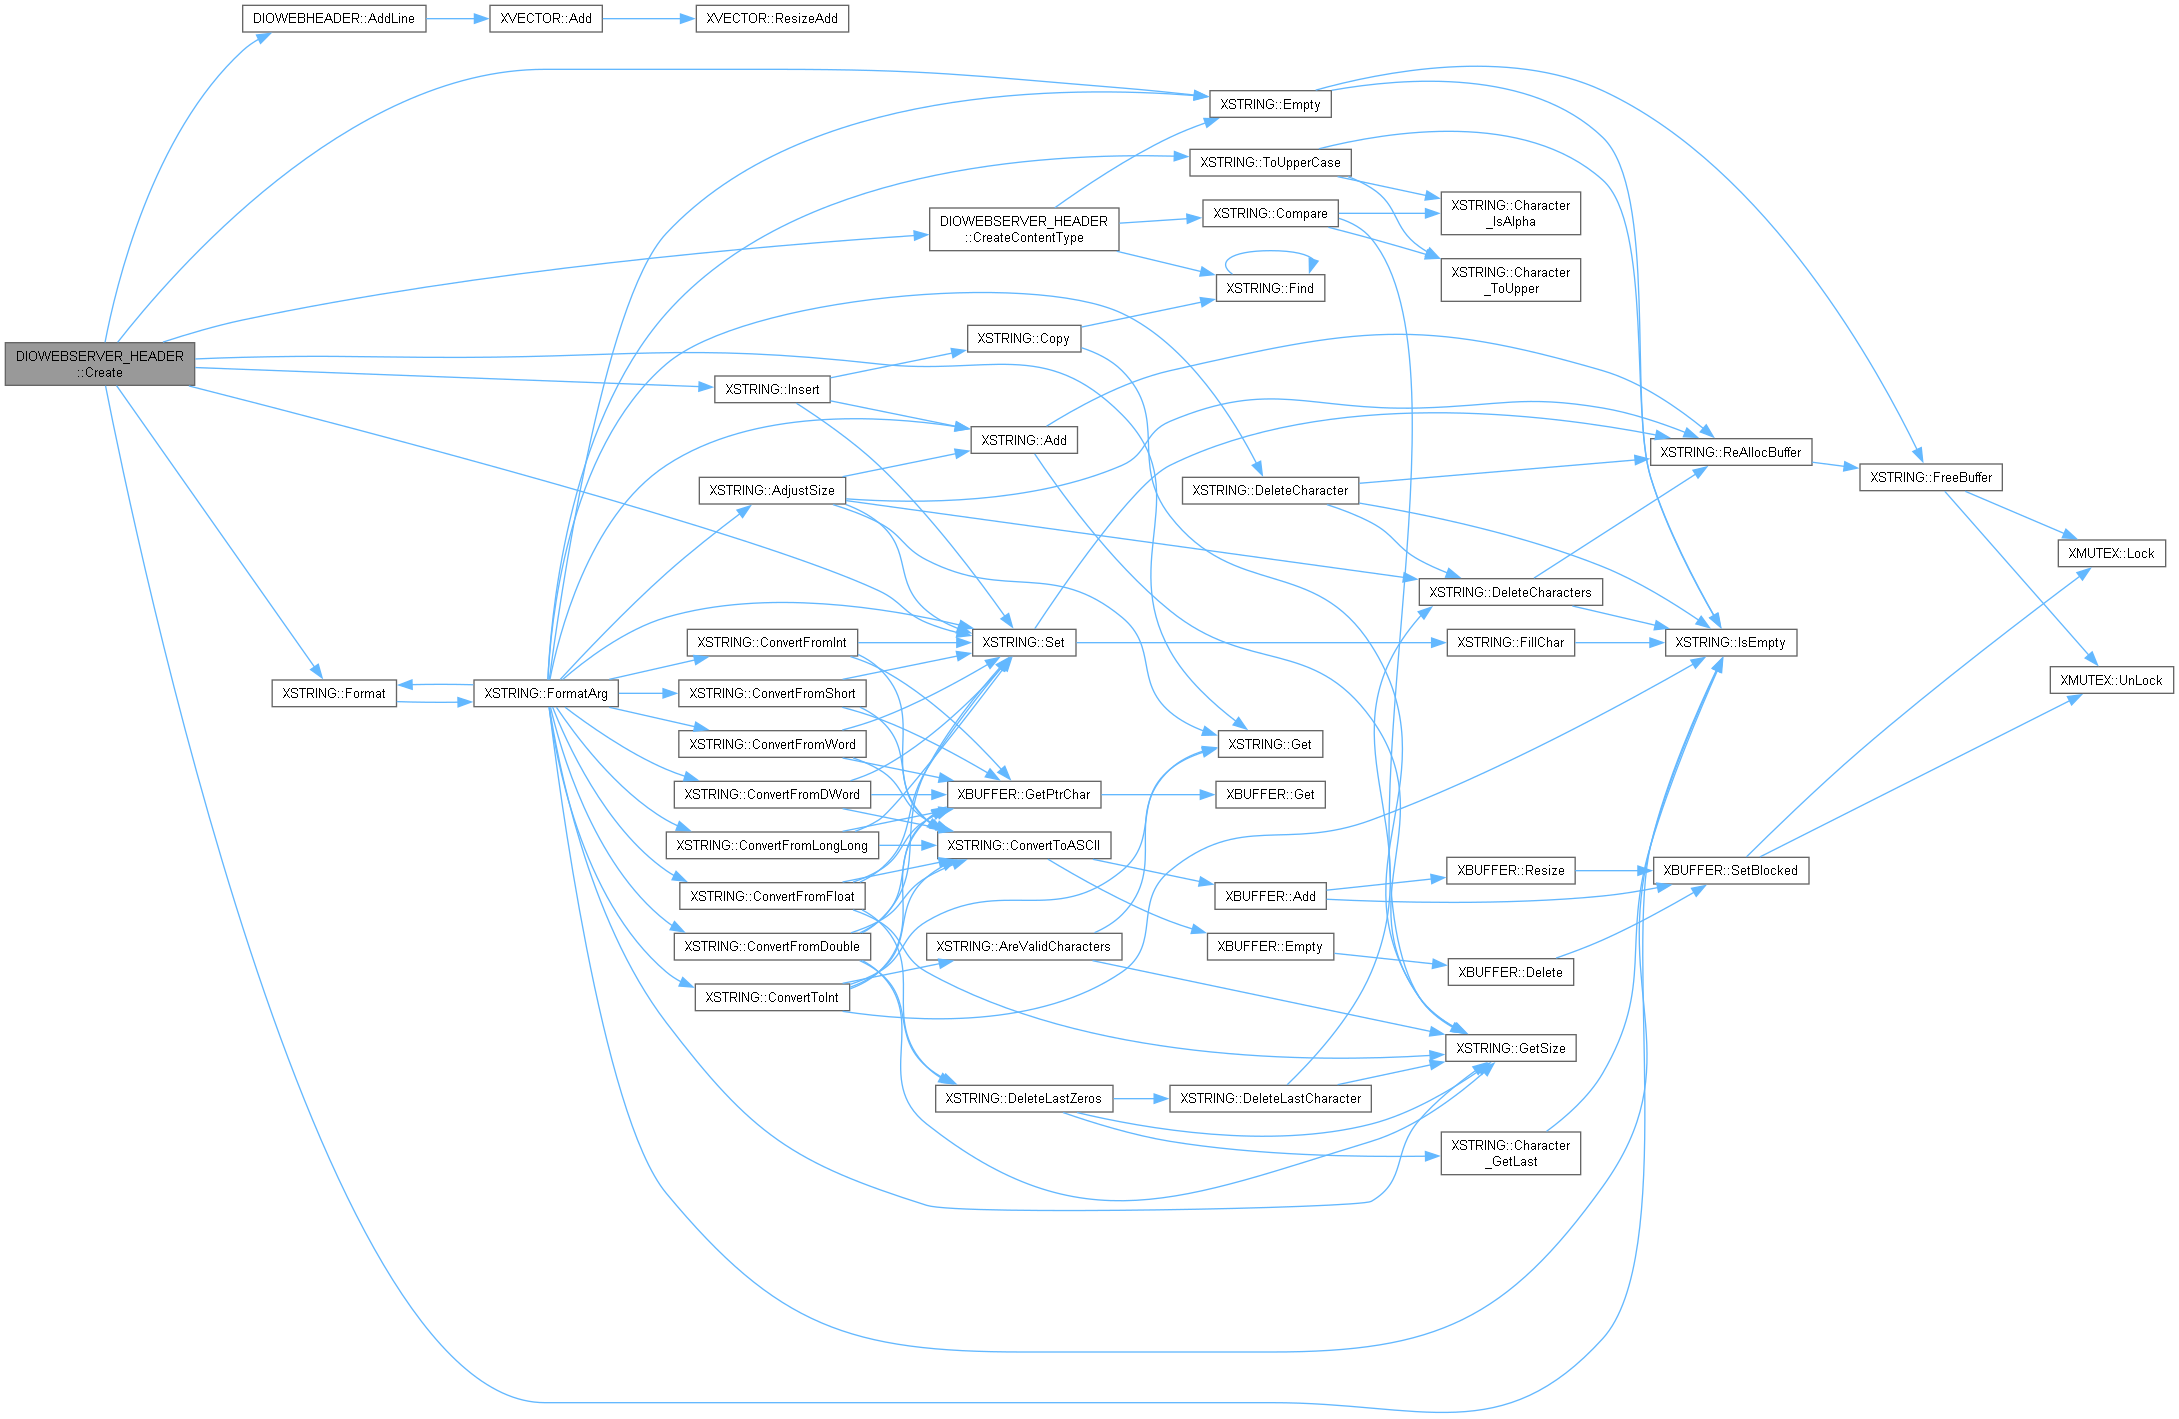 DIOWEBHEADER::AddLine
XVECTOR::Add
XVECTOR::ResizeAdd
XSTRING::Empty
XSTRING::ToUpperCase
XSTRING::Character
_IsAlpha
XSTRING::Compare
DIOWEBSERVER_HEADER
::CreateContentType
XSTRING::Character
_ToUpper
XSTRING::Find
XSTRING::Copy
DIOWEBSERVER_HEADER
::Create
XSTRING::Insert
XSTRING::Add
XSTRING::ReAllocBuffer
XSTRING::FreeBuffer
XSTRING::AdjustSize
XSTRING::DeleteCharacter
XMUTEX::Lock
XSTRING::DeleteCharacters
XSTRING::ConvertFromInt
XSTRING::Set
XSTRING::FillChar
XSTRING::IsEmpty
XMUTEX::UnLock
XSTRING::Format
XSTRING::FormatArg
XSTRING::ConvertFromShort
XSTRING::ConvertFromWord
XSTRING::Get
XSTRING::ConvertFromDWord
XBUFFER::GetPtrChar
XBUFFER::Get
XSTRING::ConvertFromLongLong
XSTRING::ConvertToASCII
XBUFFER::Resize
XBUFFER::SetBlocked
XSTRING::ConvertFromFloat
XBUFFER::Add
XSTRING::ConvertFromDouble
XSTRING::AreValidCharacters
XBUFFER::Empty
XBUFFER::Delete
XSTRING::ConvertToInt
XSTRING::GetSize
XSTRING::DeleteLastZeros
XSTRING::DeleteLastCharacter
XSTRING::Character
_GetLast